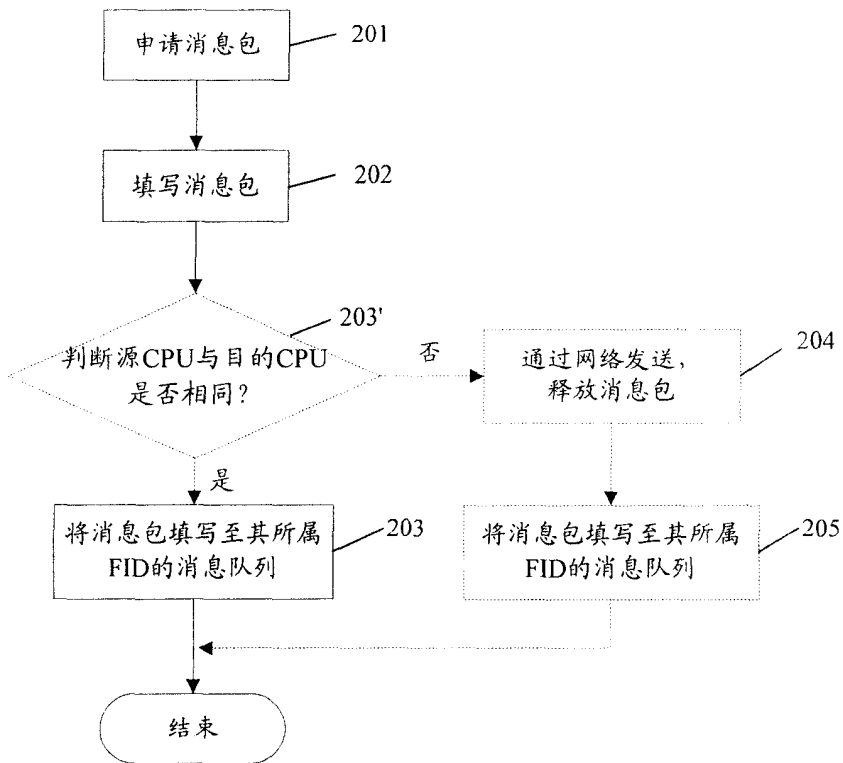 申请消息包
201
填写消息包
202
判断源CPU与目的CPU
是否相同?
203'
否
通过网络发送,
释放消息包
204
是
将消息包填写至其所属
FID的消息队列
203
将消息包填写至其所属
FID的消息队列
205
结束